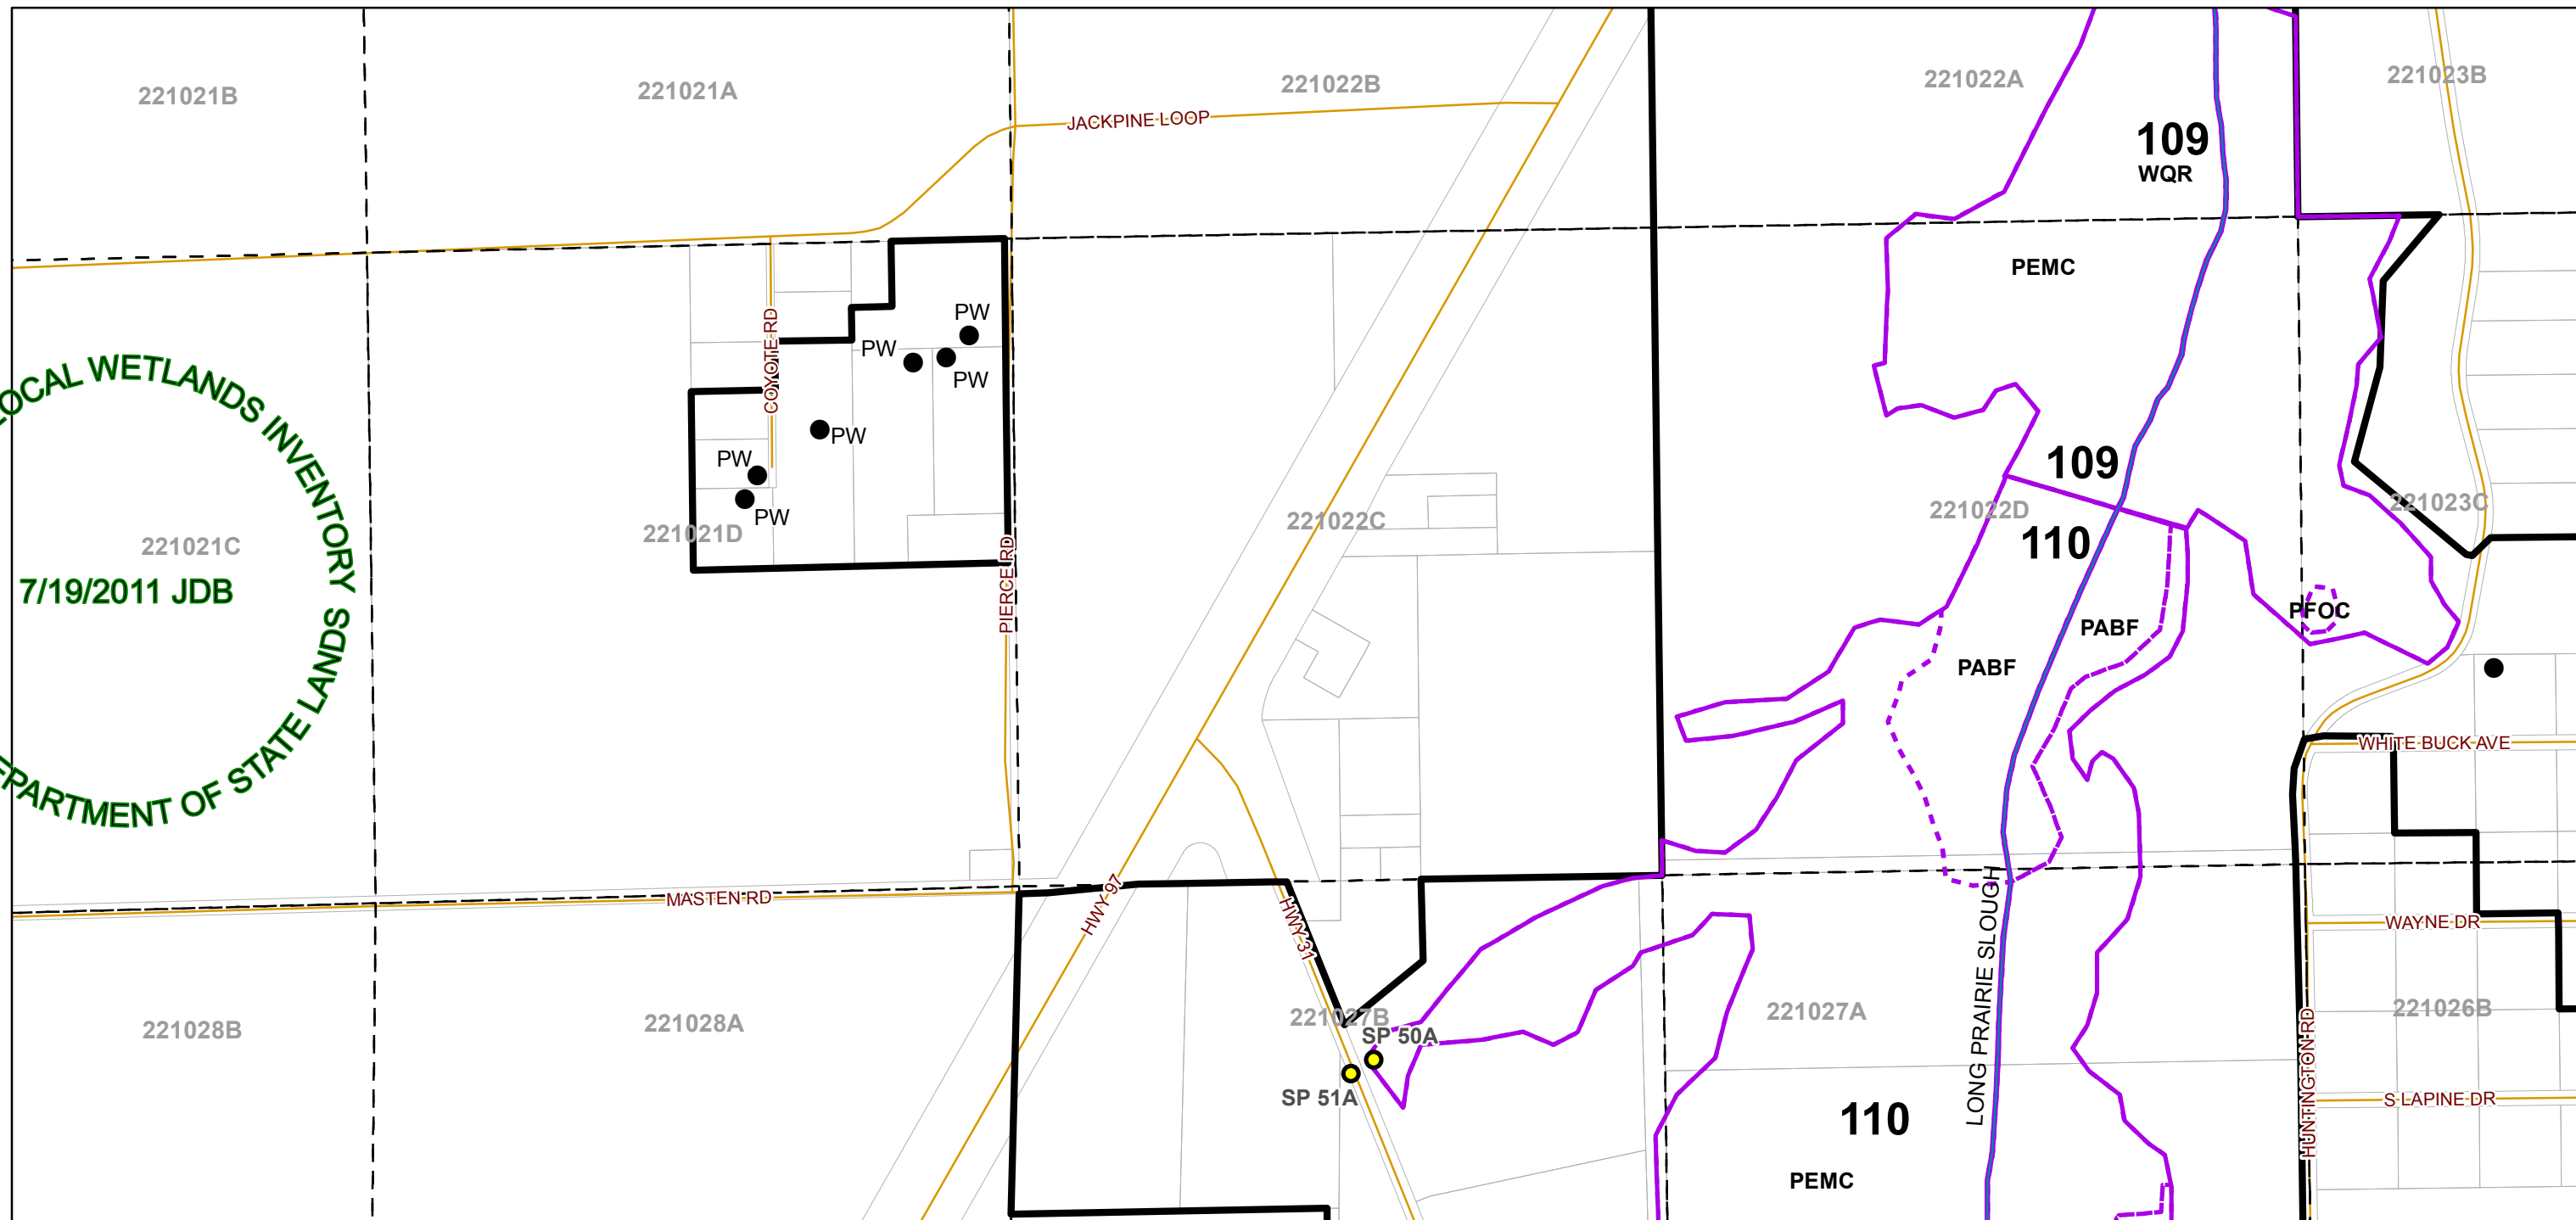 221021B
221021A
221022B
221022A
221023B
JACKPINE LOOP
109
WQR
PEMC
PW
PW
PW
COYOTE RD
PW
PW
PW
221021D
221022C
109
221022D
110
221023C
OCAL WETLANDS INVENTORY
221021C
7/19/2011 JDB
PARTMENT OF STATE LANDS
PIERCE RD
PFOC
PABF
PABF
WHITE BUCK AVE
MASTEN RD
HWY 97
HWY 31
LONG PRAIRIE SLOUGH
WAYNE DR
221028B
221028A
221027B
SP 50A
221027A
221026B
SP 51A
110
HUNTINGTON RD
S LAPINE DR
PEMC